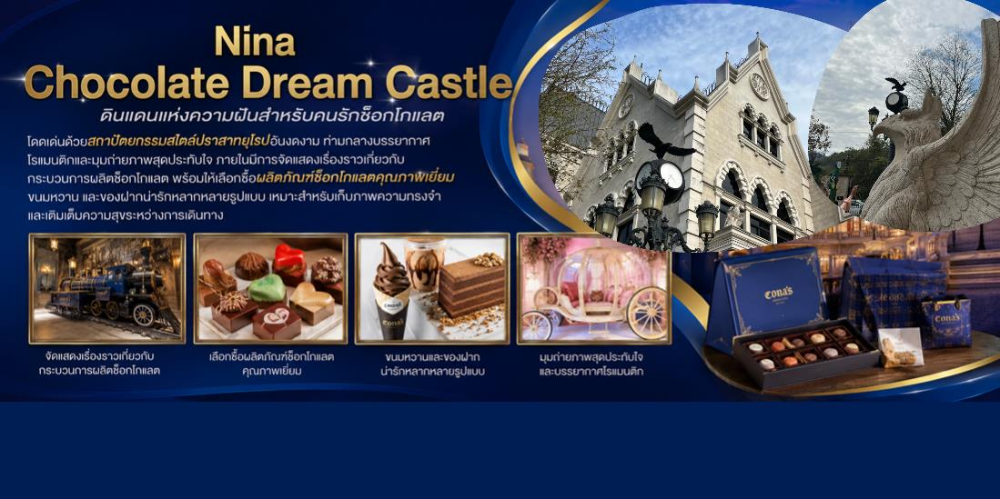 Nina
Chocolate Dream Castle
ดินแดนแห่งความฝันสำหรับคนรักช็อกโกแลต
โดดเด่นด้วยสถาปัตยกรรมสไตล์ปราสาทยุโรปอันงดงาม ท่ามกลางบรรยากาศ
โรแมนติกและมุมถ่ายภาพสุดประทับใจ ภายในมีการจัดแสดงเรื่องราวเกี่ยวกับ
กระบวนการผลิตช็อกโกแลต พร้อมให้เลือกซื้อผลิตภัณฑ์ช็อกโกแลตคุณภาพเยี่ยม
ขนมหวาน และของฝากน่ารักหลากหลายรูปแบบ เหมาะสำหรับเก็บภาพความทรงจำ
และเติมเต็มความสุขระหว่างการเดินทาง
จัดแสดงเรื่องราวเกี่ยวกับ
กระบวนการผลิตช็อกโกแลต
เลือกซื้อผลิตภัณฑ์ช็อกโกแลต
คุณภาพเยี่ยม
ขนมหวานและของฝาก
น่ารักหลากหลายรูปแบบ
มุมถ่ายภาพสุดประทับใจ
และบรรยากาศโรแมนติก
cona's
cona's
cona's